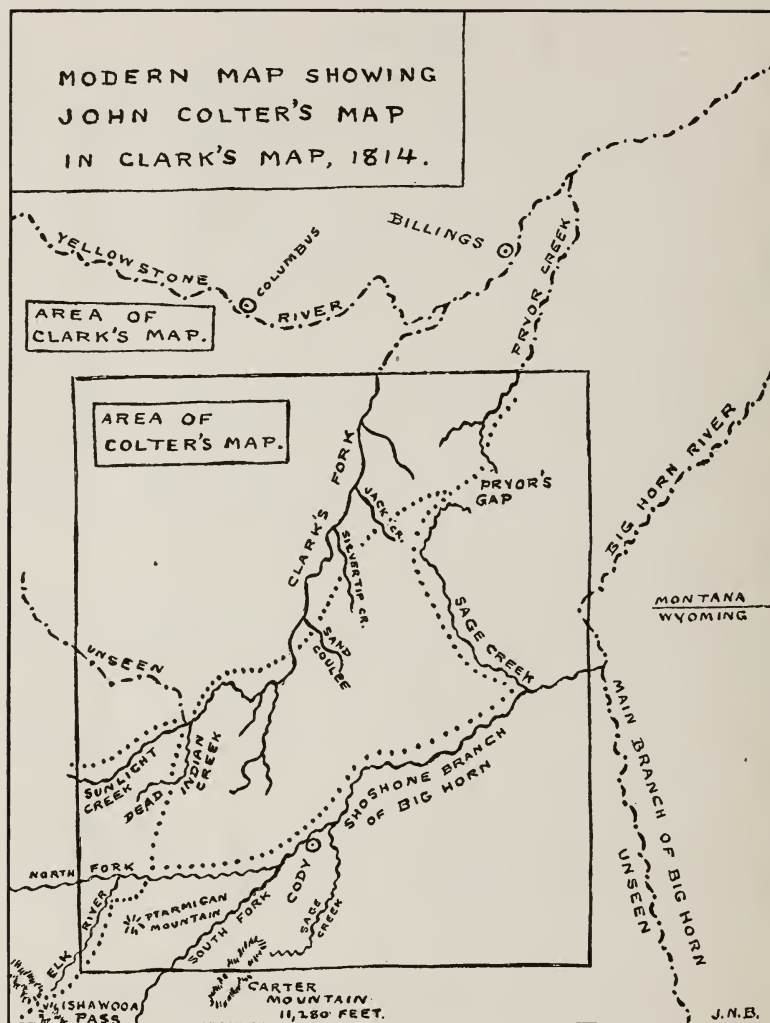 MODERN MAP SHOWING
JOHN COLTER'S MAP
IN CLARK'S MAP, 1814.
BILLINGS
COLUMBUS
YELLOWSTONE
RIVER
PRYOR CREEK
AREA OF
CLARK'S MAP.
AREA OF
COLTER'S MAP.
CLARK'S FORK
JACK CR.
PRYOR'S
GAP
BIG HORN RIVER
SILVERTIP CR.
MONTANA
WYOMING
SAGE CREEK
SAND
COULEE
UNSEEN
SUNLIGHT
CREEK
DEAD INDIAN
CREEK
SHOSHONE BRANCH
OF BIG HORN
MAIN BRANCH OF BIG HORN
UNSEEN
NORTH FORK
CODY
PTARMIGAN
MOUNTAIN
SOUTH FORK
SAGE
CREEK
ELK
RIVER
ISHAWOOA
PASS
CARTER
MOUNTAIN
11,280 FEET.
J.N.B.